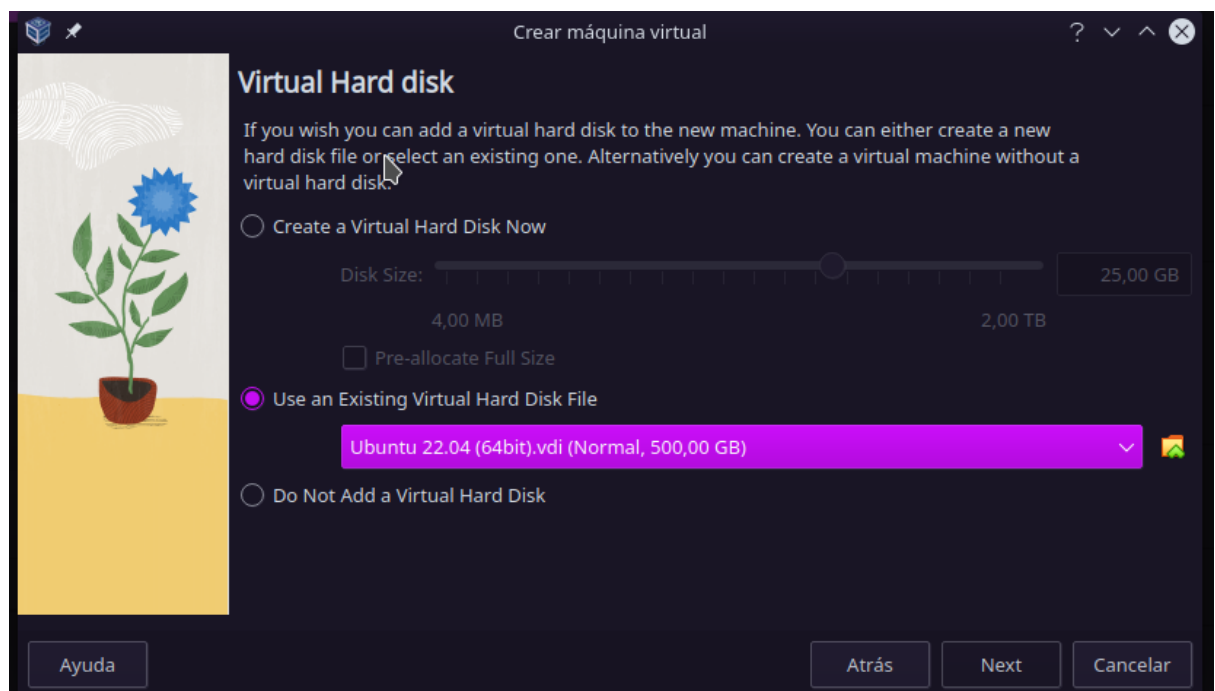 Crear máquina virtual
Virtual Hard disk
If you wish you can add a virtual hard disk to the new machine. You can either create a new
hard disk file or select an existing one. Alternatively you can create a virtual machine without a
virtual hard disk.
Create a Virtual Hard Disk Now
Disk Size:
25,00 GB
4,00 MB
2,00 TB
Pre-allocate Full Size
Use an Existing Virtual Hard Disk File
Ubuntu 22.04 (64bit).vdi (Normal, 500,00 GB)
Do Not Add a Virtual Hard Disk
Ayuda
Atrás
Next
Cancelar